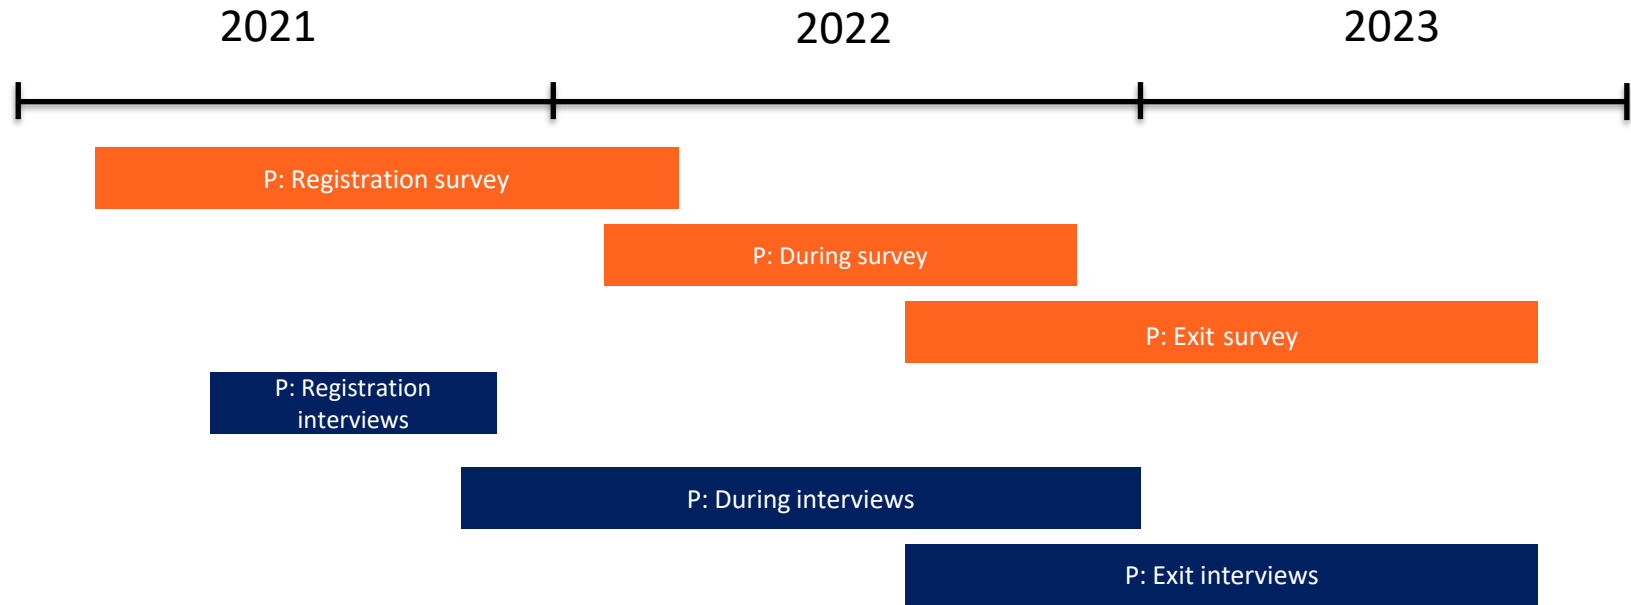 2021
2022
2023
P: Registration survey
P: During survey
P: Exit survey
P: Registration
interviews
P: During interviews
P: Exit interviews